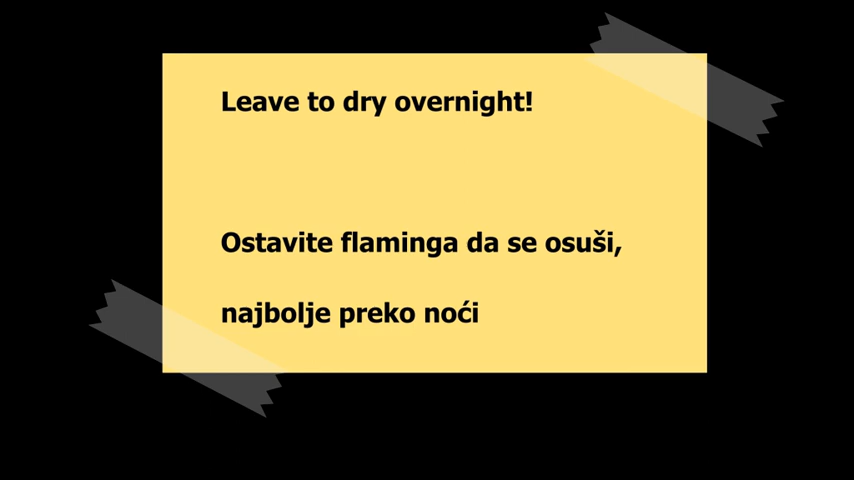 Leave to dry overnight!
Ostavite flaminga da se osuši,
najbolje preko noći